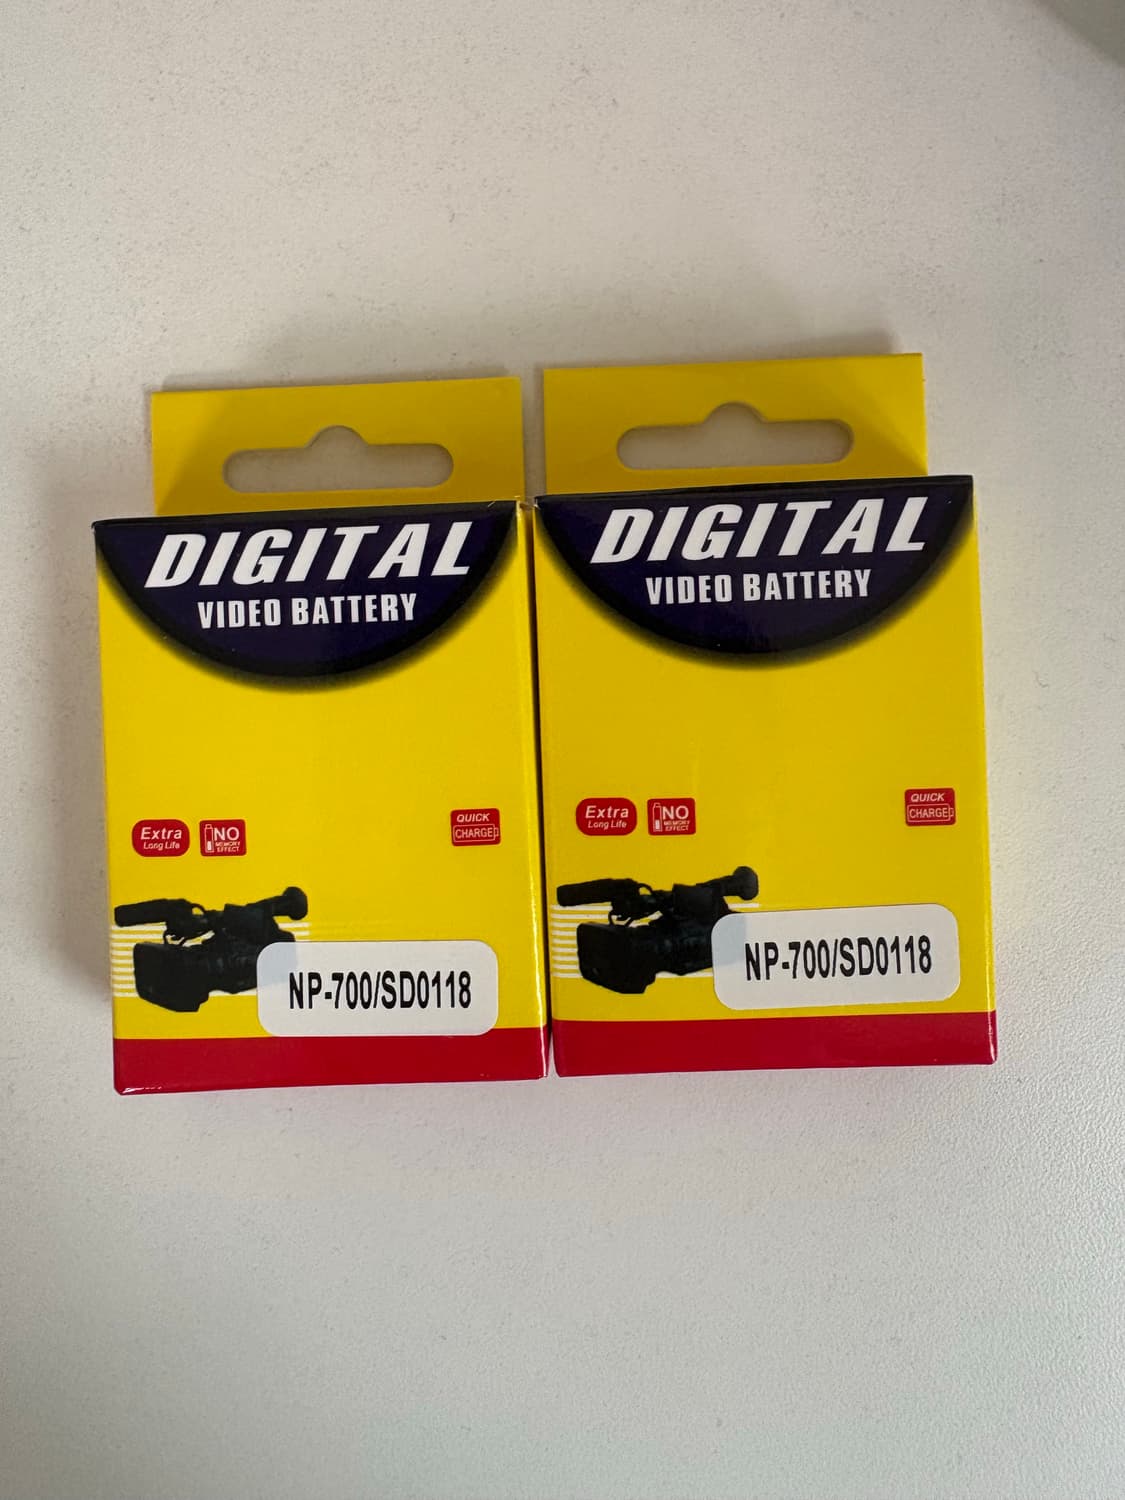 DIGITAL
VIDEO BATTERY
Extra
Long Life
NO
MEMORY
EFFECT
QUICK
CHARGE
NP-700/SD0118
DIGITAL
VIDEO BATTERY
Extra
Long Life
NO
MEMORY
EFFECT
QUICK
CHARGE
NP-700/SD0118